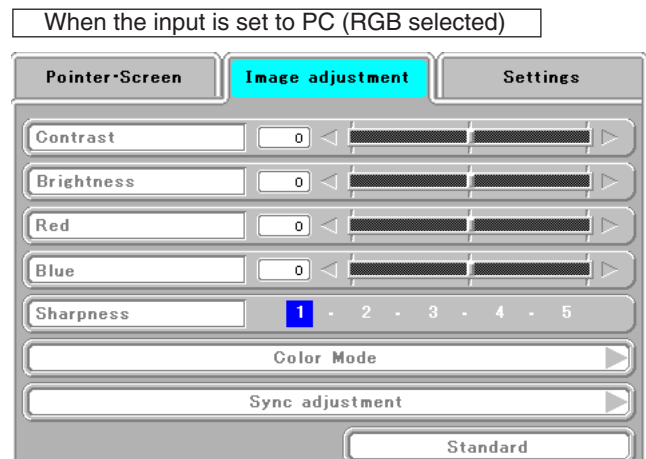 When the input is set to PC (RGB selected)
Pointer·Screen Image adjustment Settings
Contrast 0
Brightness 0
Red 0
Blue 0
Sharpness 1 - 2 - 3 - 4 - 5
Color Mode
Sync adjustment
Standard